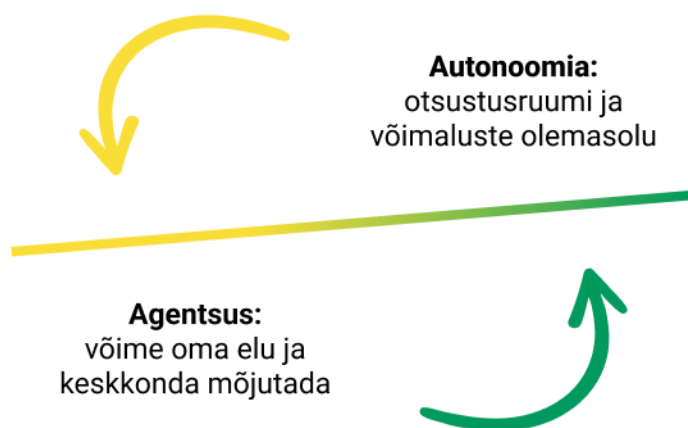 Autonoomia:
otsustusruumi ja
võimaluste olemasolu
Agentsus:
võime oma elu ja
keskkonda mõjutada